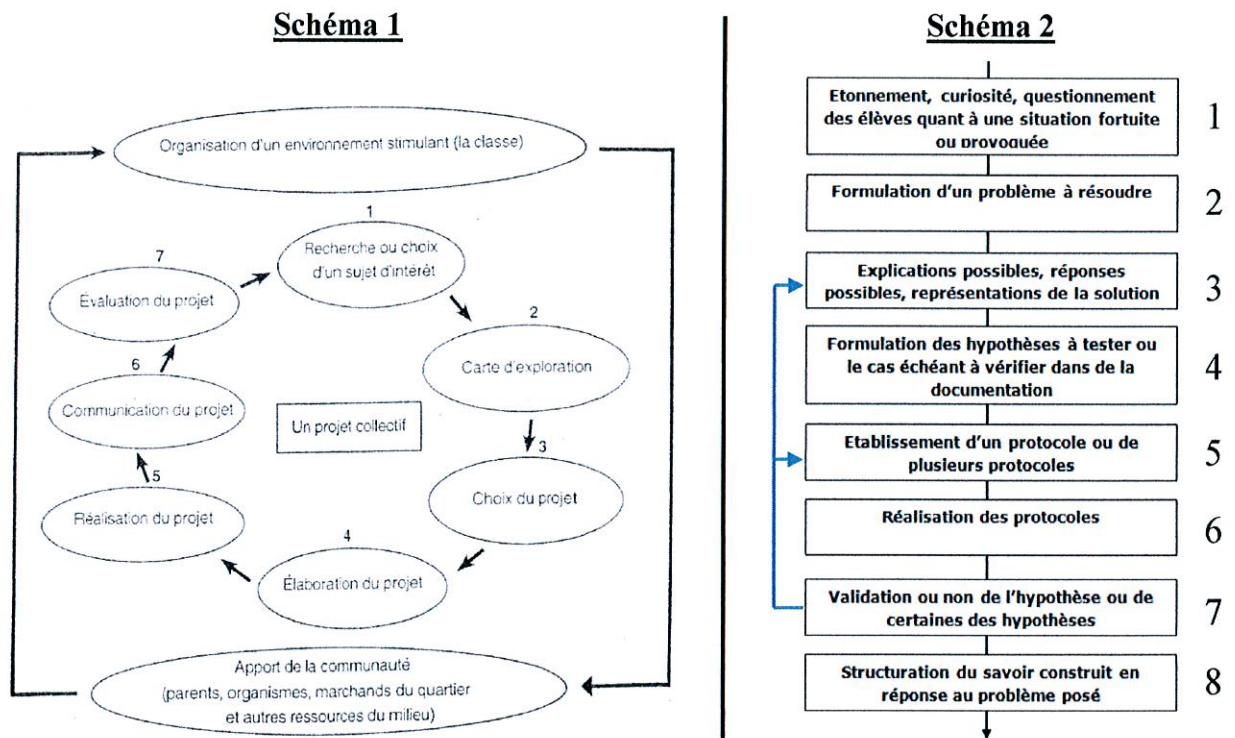 Schéma 1
Organisation d'un environnement stimulant (la classe)
1
Recherche ou choix
d'un sujet d'intérêt
2
Carte d'exploration
3
Choix du projet
4
Élaboration du projet
5
Réalisation du projet
6
Communication du projet
7
Évaluation du projet
Un projet collectif
Apport de la communauté
(parents, organismes, marchands du quartier
et autres ressources du milieu)
Schéma 2
Etonnement, curiosité, questionnement
des élèves quant à une situation fortuite
ou provoquée
1
Formulation d'un problème à résoudre
2
Explications possibles, réponses
possibles, représentations de la solution
3
Formulation des hypothèses à tester ou
le cas échéant à vérifier dans de la
documentation
4
Etablissement d'un protocole ou de
plusieurs protocoles
5
Réalisation des protocoles
6
Validation ou non de l'hypothèse ou de
certaines des hypothèses
7
Structuration du savoir construit en
réponse au problème posé
8